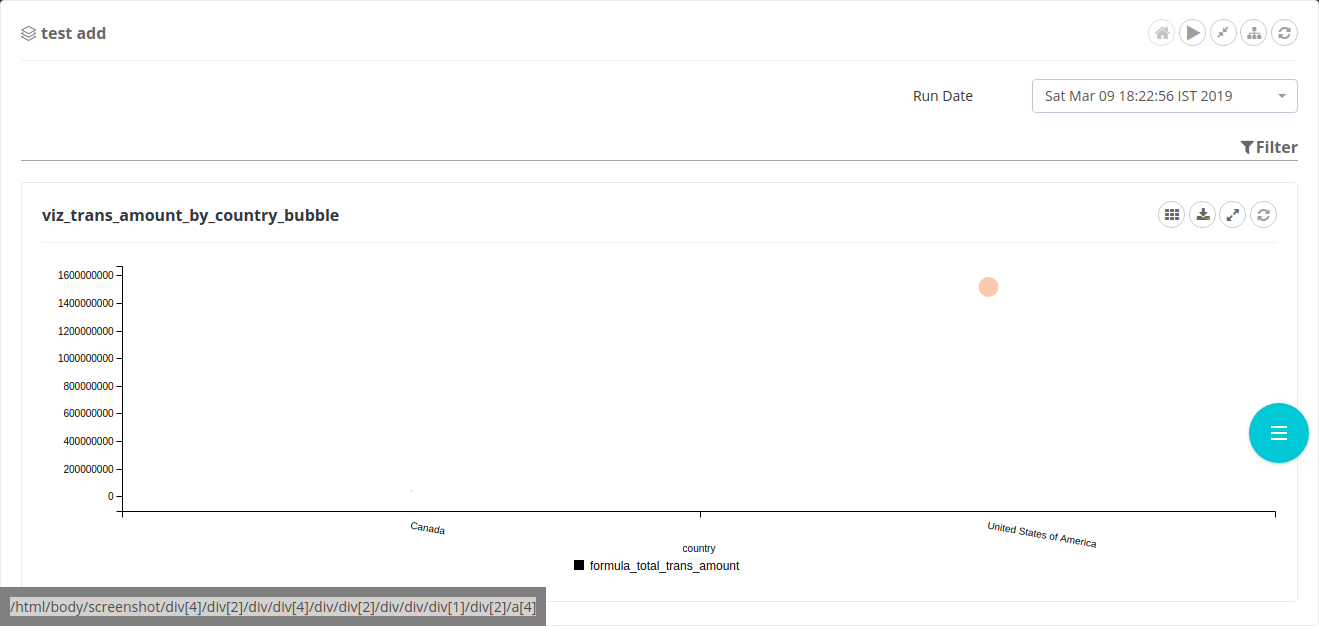 test add
Run Date
Sat Mar 09 18:22:56 IST 2019
Filter
viz_trans_amount_by_country_bubble
1600000000
1400000000
1200000000
1000000000
800000000
600000000
400000000
200000000
0
Canada
United States of America
country
formula_total_trans_amount
/html/body/screenshot/div[4]/div[2]/div/div[4]/div/div[2]/div/div/div[1]/div[2]/a[4]